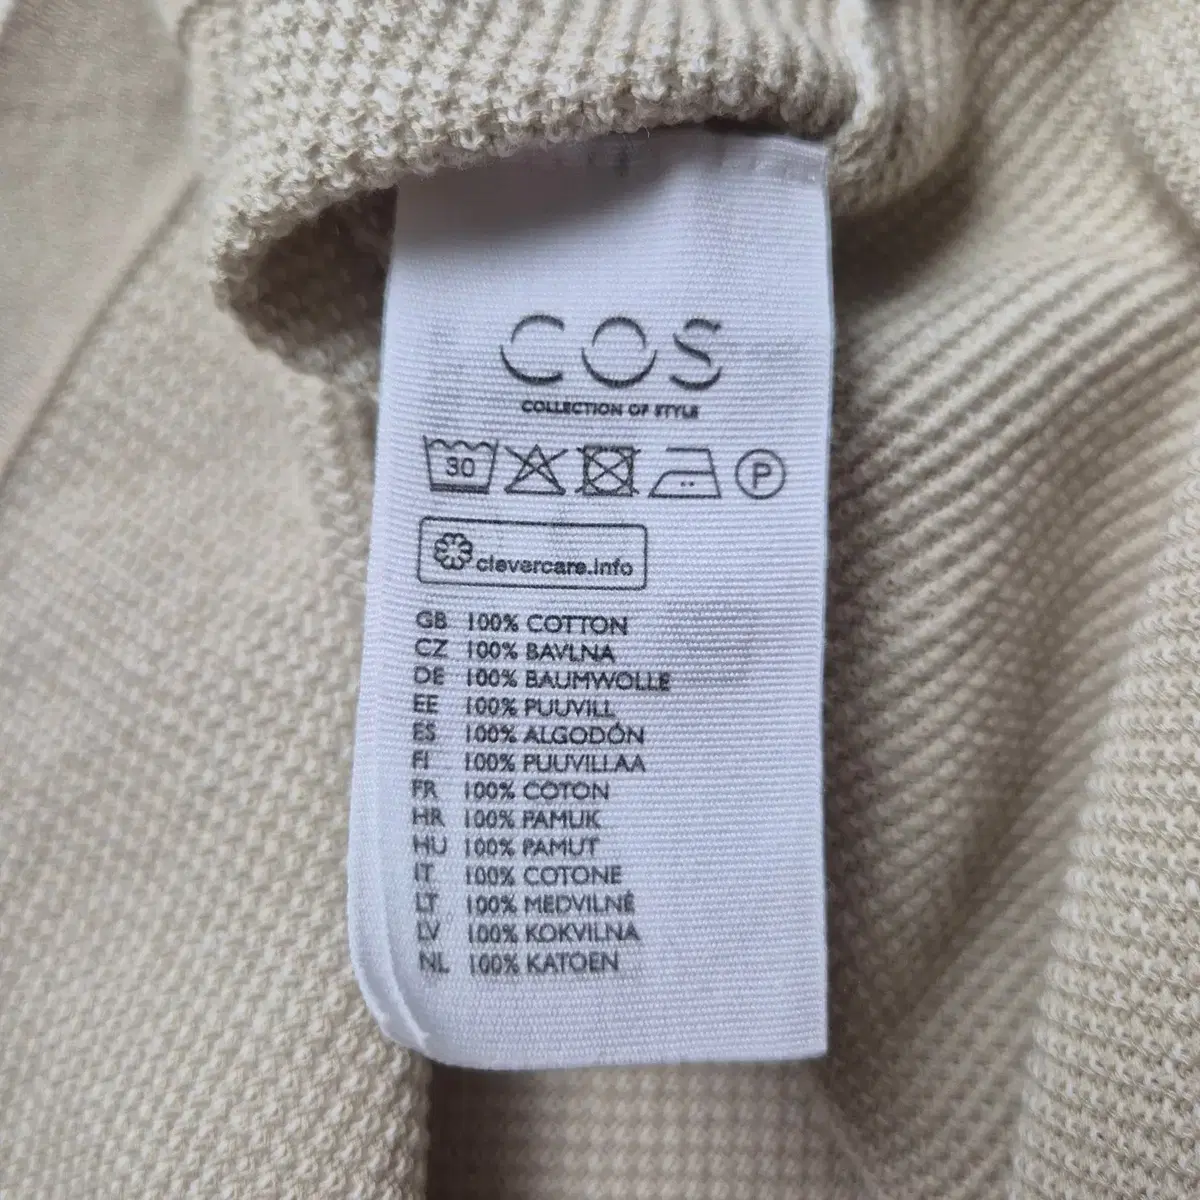 COS
COLLECTION OF STYLE
30 P
clevercare.info
GB 100% COTTON
CZ 100% BAVLNA
DE 100% BAUMWOLLE
EE 100% PUUVILL
ES 100% ALGODÓN
FI 100% PUUVILLAA
FR 100% COTON
HR 100% PAMUK
HU 100% PAMUT
IT 100% COTONE
LT 100% MEDVILNĖ
LV 100% KOKVILNA
NL 100% KATOEN